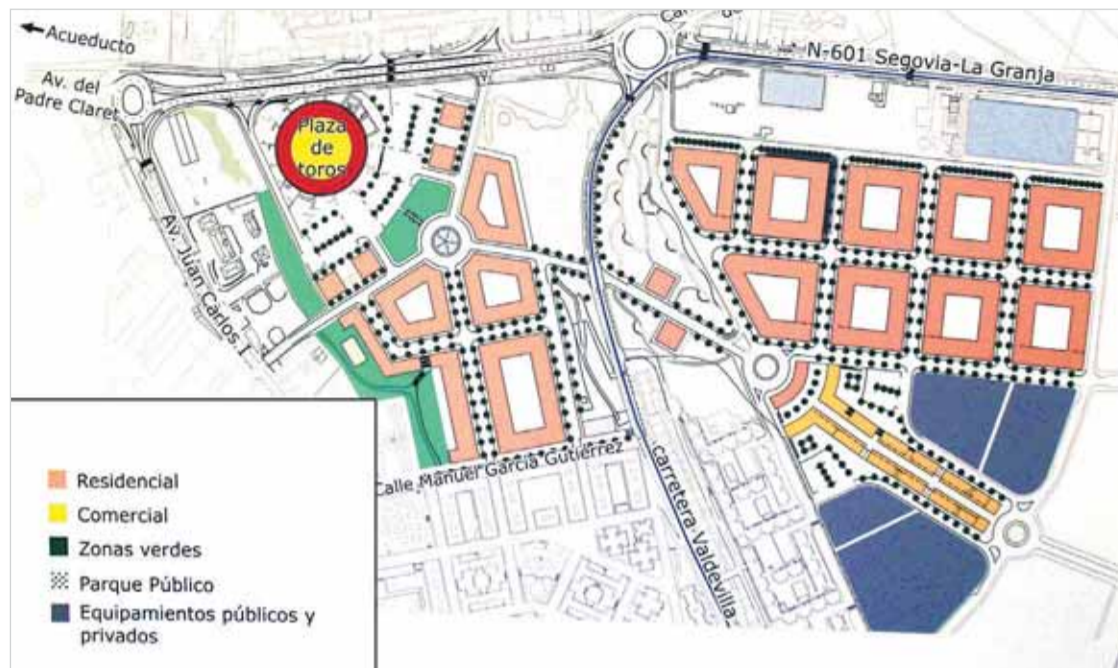 Acueducto
Av. del
Padre Claret
N-601 Segovia-La Granja
Plaza
de
toros
Av. Juan Carlos I
Calle Manuel García Gutiérrez
Carretera Valdevilla
Residencial
Comercial
Zonas verdes
Parque Público
Equipamientos públicos y
privados